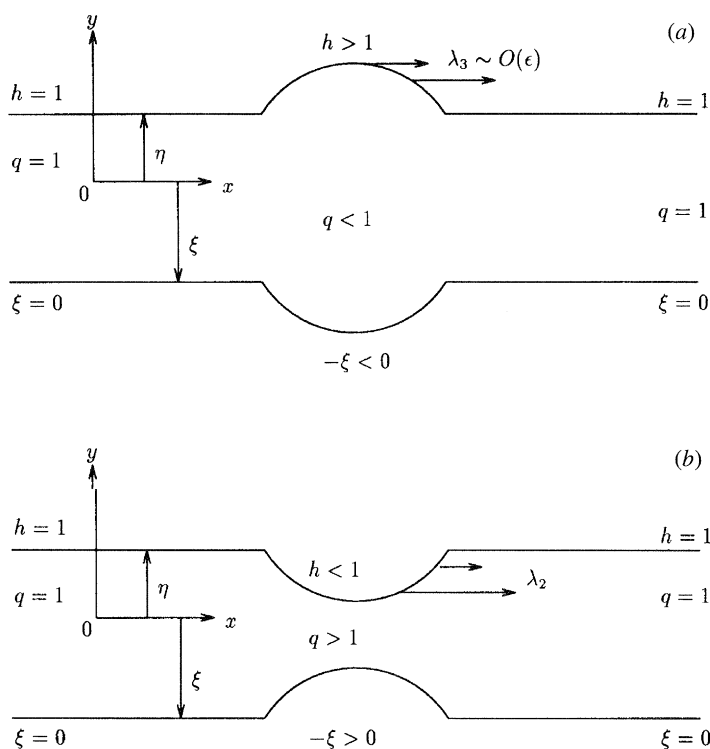 y
h > 1
(a)
λ₃ ∼ O(ϵ)
h = 1
h = 1
q = 1
η
0
x
q < 1
q = 1
ξ
ξ = 0
ξ = 0
−ξ < 0
y
(b)
h = 1
h = 1
h < 1
λ₂
q = 1
η
q = 1
0
x
q > 1
ξ
ξ = 0
−ξ > 0
ξ = 0